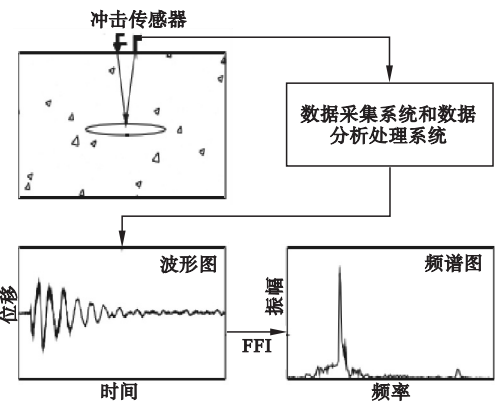 冲击传感器
数据采集系统和数据
分析处理系统
波形图
位移
时间
FFI
频谱图
振幅
频率